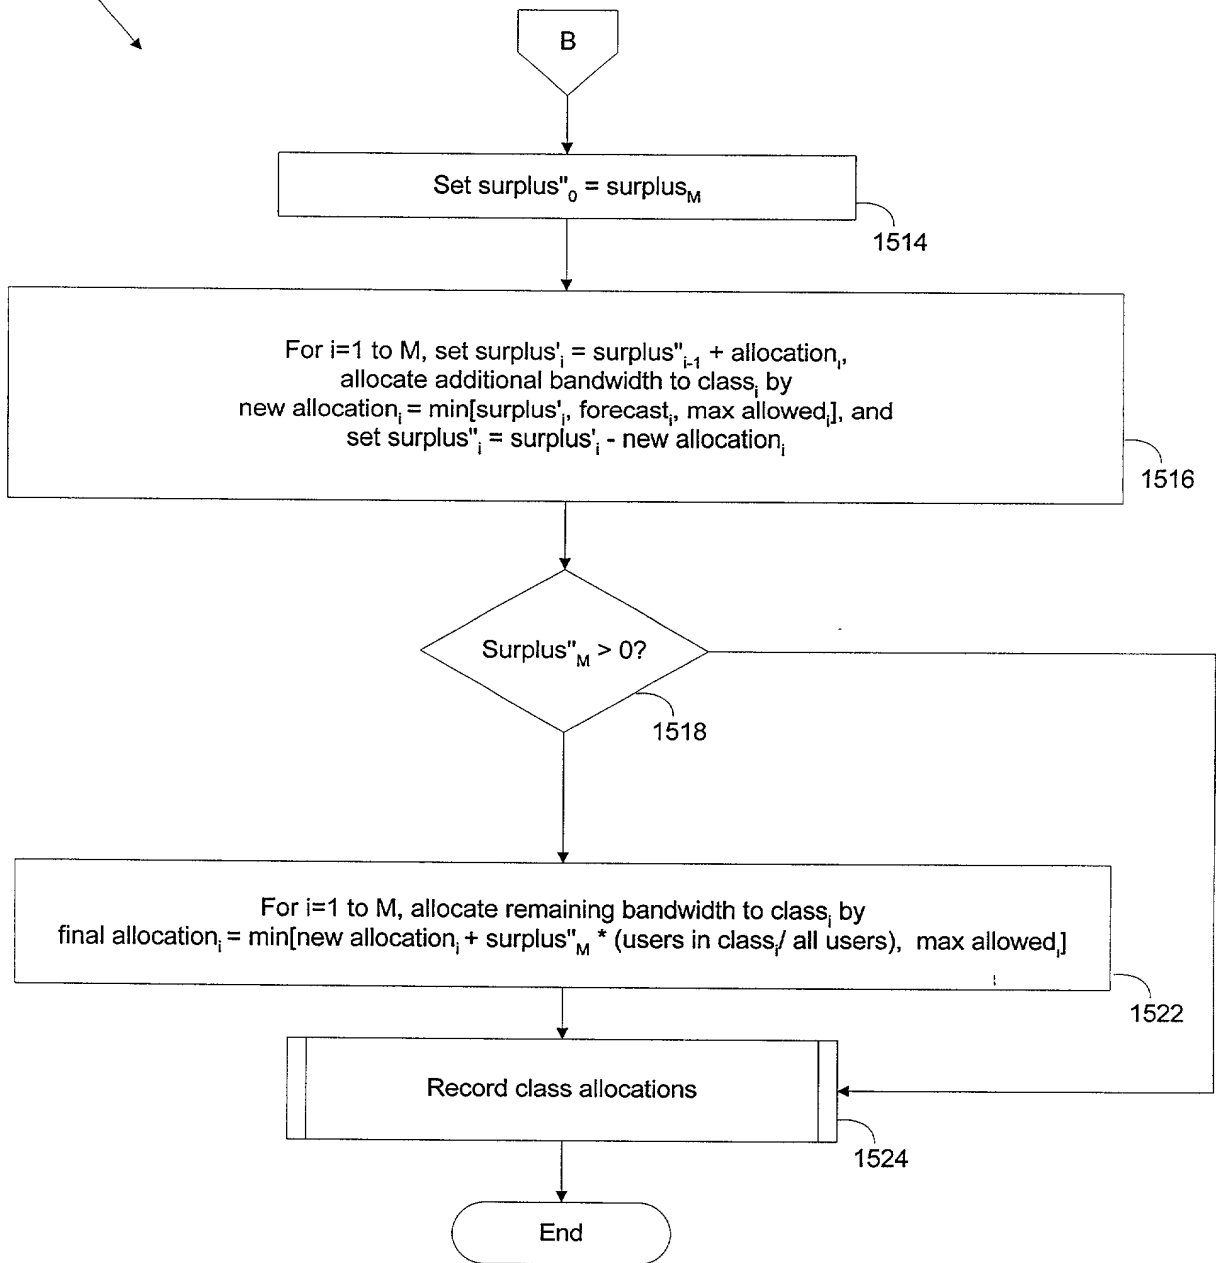 B
Set surplus"₀ = surplus_M
1514
For i=1 to M, set surplus'ᵢ = surplus"ᵢ₋₁ + allocationᵢ,
allocate additional bandwidth to classᵢ by
new allocationᵢ = min[surplus'ᵢ, forecastᵢ, max allowedᵢ], and
set surplus"ᵢ = surplus'ᵢ - new allocationᵢ
1516
Surplus"_M > 0?
1518
For i=1 to M, allocate remaining bandwidth to classᵢ by
final allocationᵢ = min[new allocationᵢ + surplus"_M * (users in classᵢ/ all users), max allowedᵢ]
1522
Record class allocations
1524
End